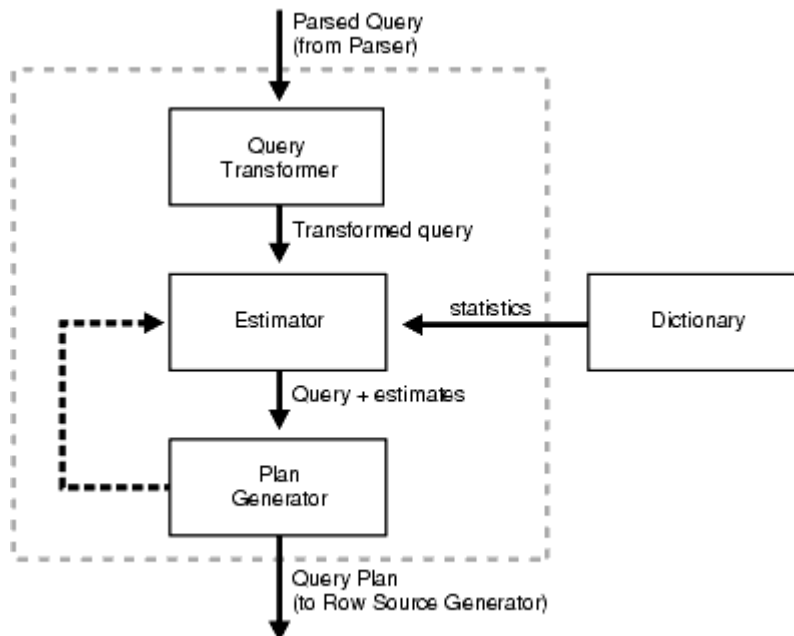 Parsed Query
(from Parser)
Query
Transformer
Transformed query
Estimator
statistics
Dictionary
Query + estimates
Plan
Generator
Query Plan
(to Row Source Generator)